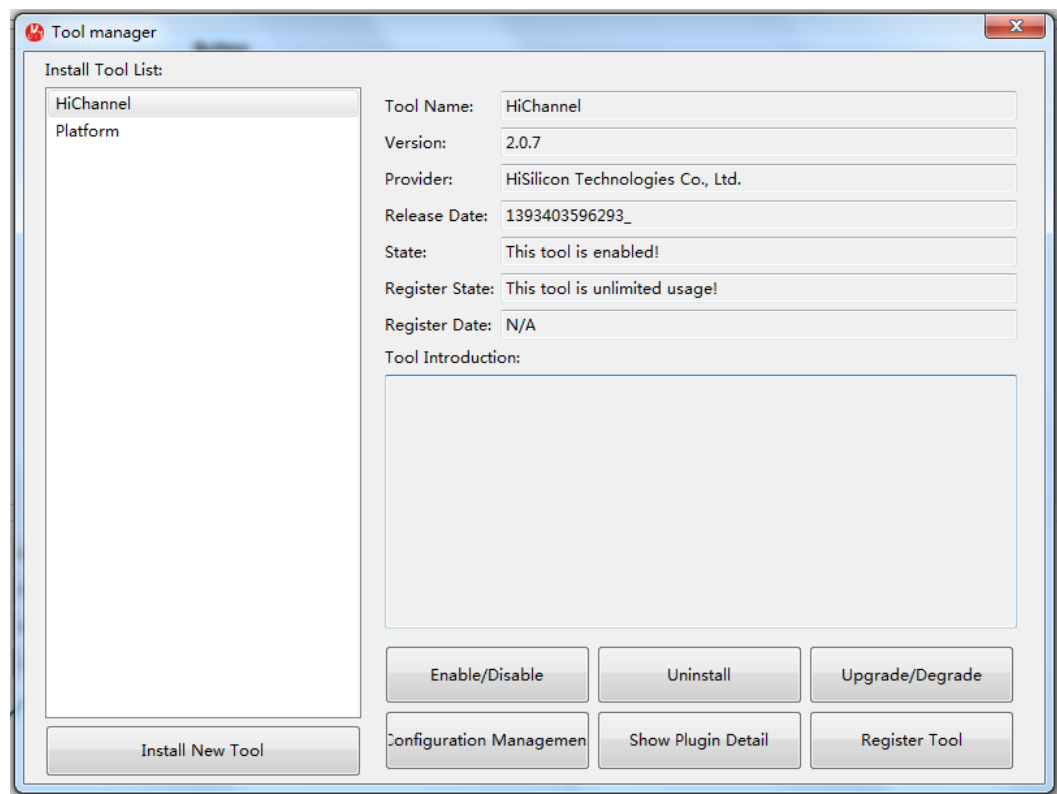 Tool manager
Install Tool List:
HiChannel
Platform
Install New Tool
Tool Name: HiChannel
Version: 2.0.7
Provider: HiSilicon Technologies Co., Ltd.
Release Date: 1393403596293_
State: This tool is enabled!
Register State: This tool is unlimited usage!
Register Date: N/A
Tool Introduction:
Enable/Disable Uninstall Upgrade/Degrade
Configuration Managemen Show Plugin Detail Register Tool